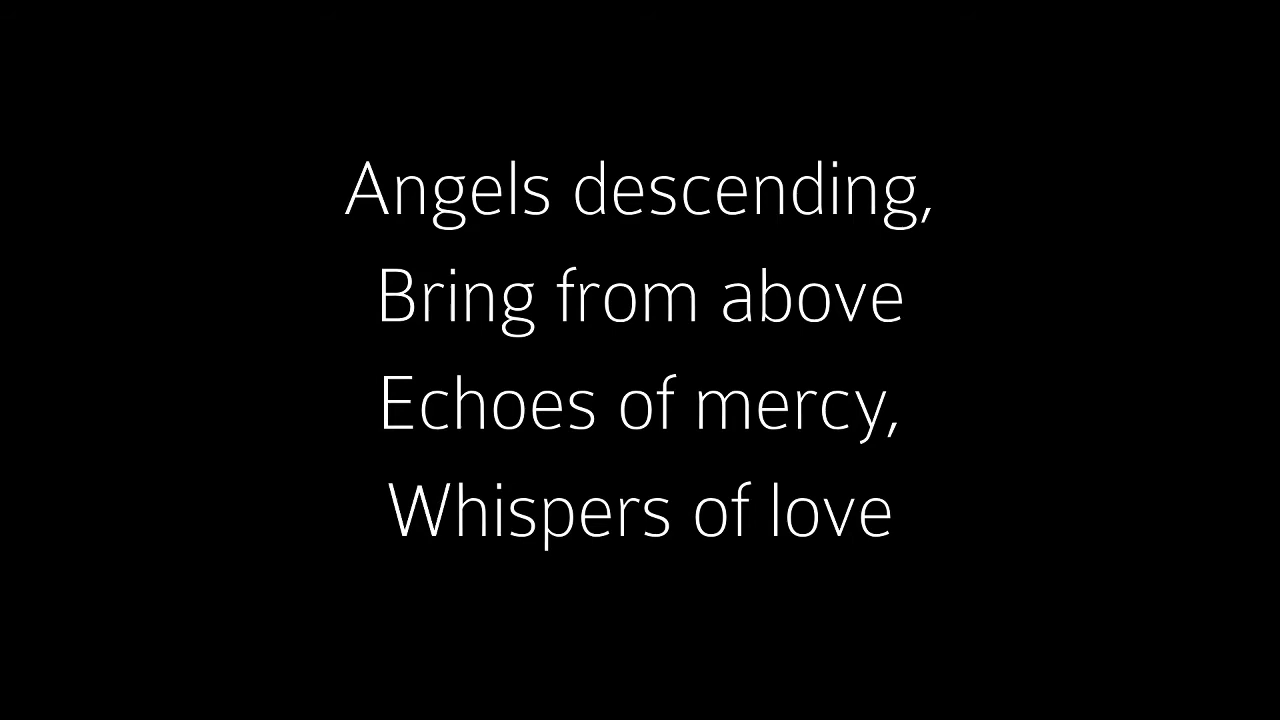 Angels descending,
Bring from above
Echoes of mercy,
Whispers of love